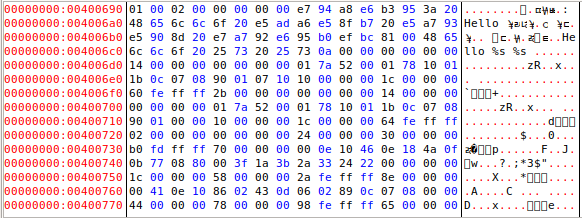 00000000:00400690 01 00 02 00 00 00 00 00 e7 94 a8 e6 b3 95 3a 20
00000000:004006a0 48 65 6c 6c 6f 20 e5 ad a6 e5 8f b7 20 e5 a7 93 Hello
00000000:004006b0 e5 90 8d 20 e7 a7 92 e6 95 b0 ef bc 81 00 48 65 He
00000000:004006c0 6c 6c 6f 20 25 73 20 25 73 0a 00 00 00 00 00 00 llo %s %s.......
00000000:004006d0 14 00 00 00 00 00 00 00 01 7a 52 00 01 78 10 01 zR..x..
00000000:004006e0 1b 0c 07 08 90 01 07 10 10 00 00 00 1c 00 00 00
00000000:004006f0 60 fe ff ff 2b 00 00 00 00 00 00 00 14 00 00 00
00000000:00400700 00 00 00 00 01 7a 52 00 01 78 10 01 1b 0c 07 08 zR..x......
00000000:00400710 90 01 00 00 10 00 00 00 1c 00 00 00 64 fe ff ff
00000000:00400720 02 00 00 00 00 00 00 00 24 00 00 00 30 00 00 00 ........$...0...
00000000:00400730 b0 fd ff ff 70 00 00 00 00 0e 10 46 0e 18 4a 0f
00000000:00400740 0b 77 08 80 00 3f 1a 3b 2a 33 24 22 00 00 00 00
00000000:00400750 1c 00 00 00 58 00 00 00 2a fe ff ff 8e 00 00 00
00000000:00400760 00 41 0e 10 86 02 43 0d 06 02 89 0c 07 08 00 00
00000000:00400770 44 00 00 00 78 00 00 00 98 fe ff ff 65 00 00 00